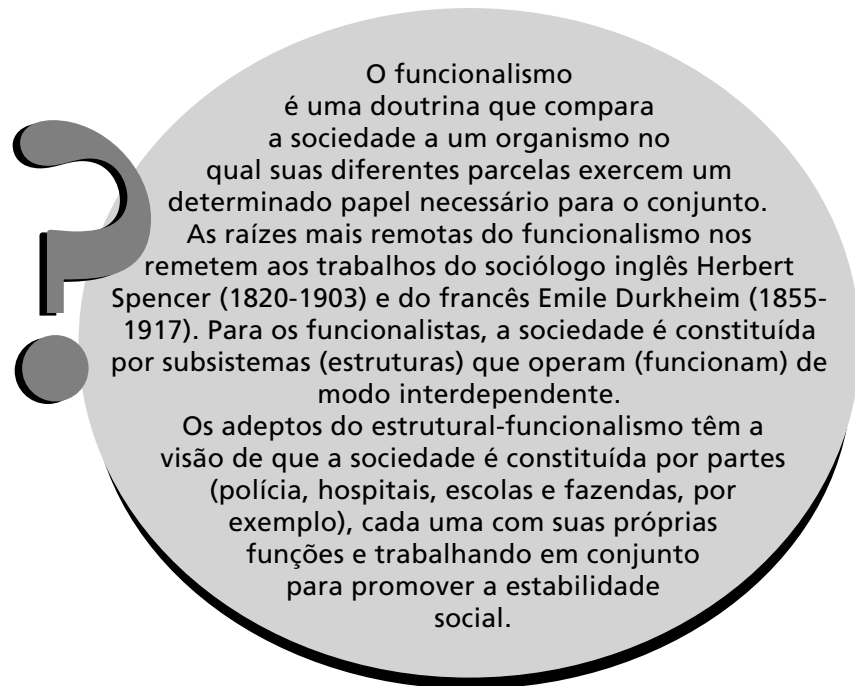 O funcionalismo
é uma doutrina que compara
a sociedade a um organismo no
qual suas diferentes parcelas exercem um
determinado papel necessário para o conjunto.
As raízes mais remotas do funcionalismo nos
remetem aos trabalhos do sociólogo inglês Herbert
Spencer (1820-1903) e do francês Emile Durkheim (1855-
1917). Para os funcionalistas, a sociedade é constituída
por subsistemas (estruturas) que operam (funcionam) de
modo interdependente.
Os adeptos do estrutural-funcionalismo têm a
visão de que a sociedade é constituída por partes
(polícia, hospitais, escolas e fazendas, por
exemplo), cada uma com suas próprias
funções e trabalhando em conjunto
para promover a estabilidade
social.
?